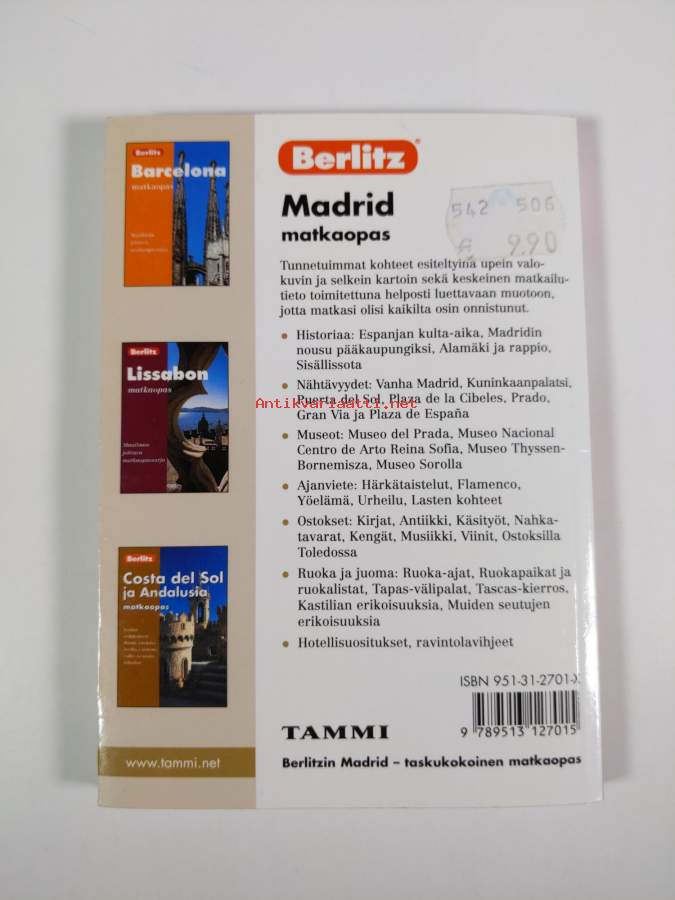 Berlitz
Barcelona
matkaopas
Berlitz
Lissabon
matkaopas
Maailman
johtava
matkaopassarja
Berlitz
Costa del Sol
ja Andalusia
matkaopas
www.tammi.net
Berlitz®
Madrid
matkaopas
542 506
€ 9.90
Tunnetuimmat kohteet esiteltyinä upein valo-
kuvin ja selkein kartoin sekä keskeinen matkailu-
tieto toimitettuna helposti luettavaan muotoon,
jotta matkasi olisi kaikilta osin onnistunut.
• Historiaa: Espanjan kulta-aika, Madridin
nousu pääkaupungiksi, Alamäki ja rappio,
Sisällissota
• Nähtävyydet: Vanha Madrid, Kuninkaanpalatsi,
Puerta del Sol, Plaza de la Cibeles, Prado,
Gran Via ja Plaza de España
Antikvariaatti.net
• Museot: Museo del Prada, Museo Nacional
Centro de Arto Reina Sofia, Museo Thyssen-
Bornemisza, Museo Sorolla
• Ajanviete: Härkätaistelut, Flamenco,
Yöelämä, Urheilu, Lasten kohteet
• Ostokset: Kirjat, Antiikki, Käsityöt, Nahka-
tavarat, Kengät, Musiikki, Viinit, Ostoksilla
Toledossa
• Ruoka ja juoma: Ruoka-ajat, Ruokapaikat ja
ruokalistat, Tapas-välipalat, Tascas-kierros,
Kastilian erikoisuuksia, Muiden seutujen
erikoisuuksia
• Hotellisuositukset, ravintolavihjeet
ISBN 951-31-2701-X
TAMMI
9 789513 127015
Berlitzin Madrid – taskukokoinen matkaopas